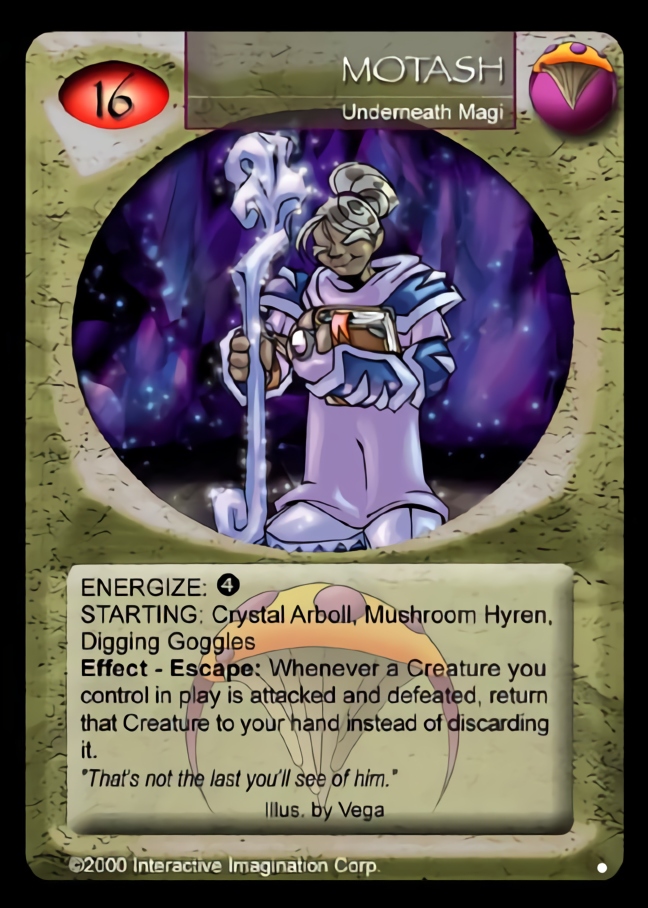 16
MOTASH
Underneath Magi
ENERGIZE: 4
STARTING: Crystal Arboll, Mushroom Hyren,
Digging Goggles
Effect - Escape: Whenever a Creature you
control in play is attacked and defeated, return
that Creature to your hand instead of discarding
it.
"That's not the last you'll see of him."
Illus. by Vega
©2000 Interactive Imagination Corp.